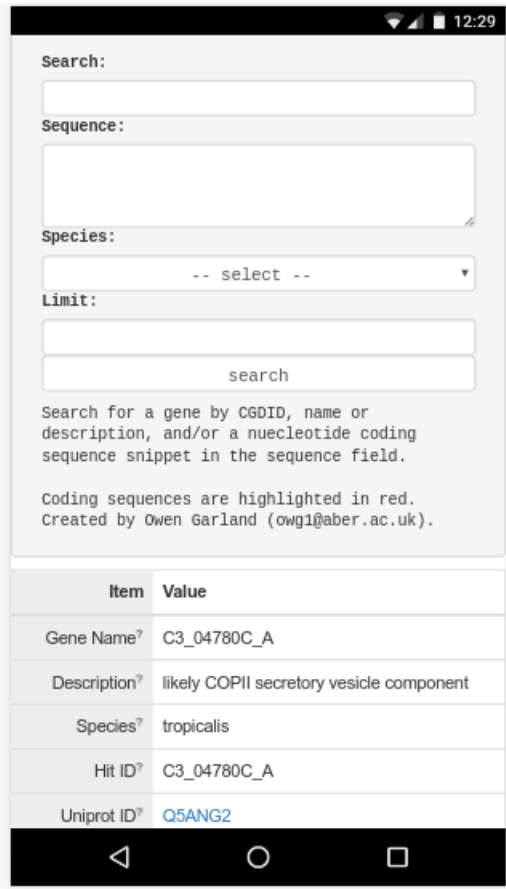 12:29
Search:
Sequence:
Species:
-- select --
Limit:
search
Search for a gene by CGDID, name or
description, and/or a nuecleotide coding
sequence snippet in the sequence field.
Coding sequences are highlighted in red.
Created by Owen Garland (owg1@aber.ac.uk).
Item Value
Gene Name? C3_04780C_A
Description? likely COPII secretory vesicle component
Species? tropicalis
Hit ID? C3_04780C_A
Uniprot ID? Q5ANG2